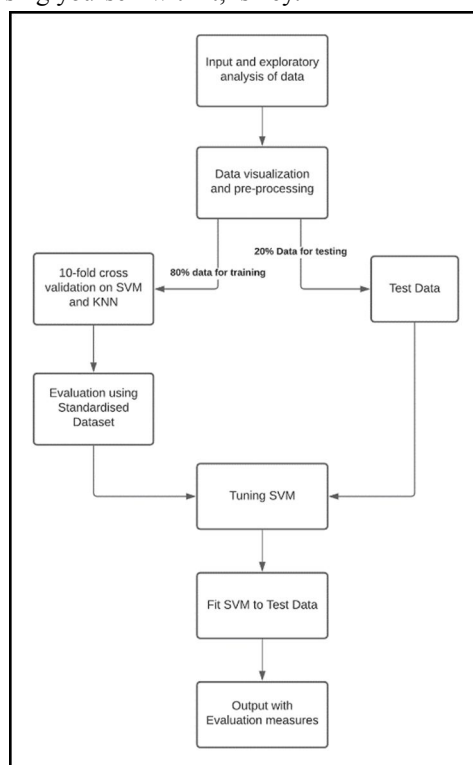 Input and exploratory
analysis of data
Data visualization
and pre-processing
20% Data for testing
80% data for training
10-fold cross
validation on SVM
and KNN
Test Data
Evaluation using
Standardised
Dataset
Tuning SVM
Fit SVM to Test Data
Output with
Evaluation measures